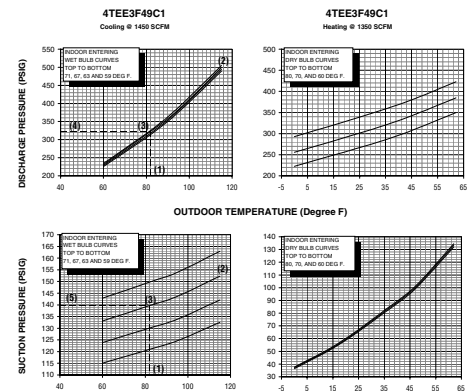 4TEE3F49C1
Cooling @ 1450 SCFM
4TEE3F49C1
Heating @ 1350 SCFM
DISCHARGE PRESSURE (PSIG)
550
500
450
400
350
300
250
200
INDOOR ENTERING
WET BULB CURVES
TOP TO BOTTOM
71, 67, 63 AND 59 DEG F.
(2)
(4)
(3)
(1)
40 60 80 100 120
500
450
400
350
300
250
200
INDOOR ENTERING
DRY BULB CURVES
TOP TO BOTTOM
80, 70, AND 60 DEG F.
-5 5 15 25 35 45 55 65
OUTDOOR TEMPERATURE (Degree F)
SUCTION PRESSURE (PSIG)
170
165
160
155
150
145
140
135
130
125
120
115
110
INDOOR ENTERING
WET BULB CURVES
TOP TO BOTTOM
71, 67, 63 AND 59 DEG F.
(2)
(5)
(3)
(1)
40 60 80 100 120
140
130
120
110
100
90
80
70
60
50
40
30
INDOOR ENTERING
DRY BULB CURVES
TOP TO BOTTOM
80, 70, AND 60 DEG F.
-5 5 15 25 35 45 55 65